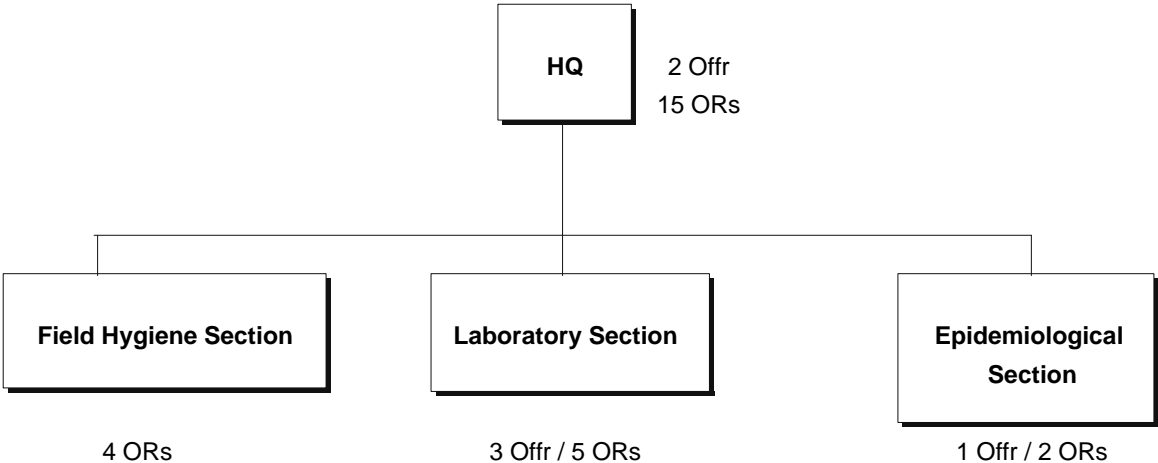 HQ
2 Offr
15 ORs
Field Hygiene Section
Laboratory Section
Epidemiological
Section
4 ORs
3 Offr / 5 ORs
1 Offr / 2 ORs